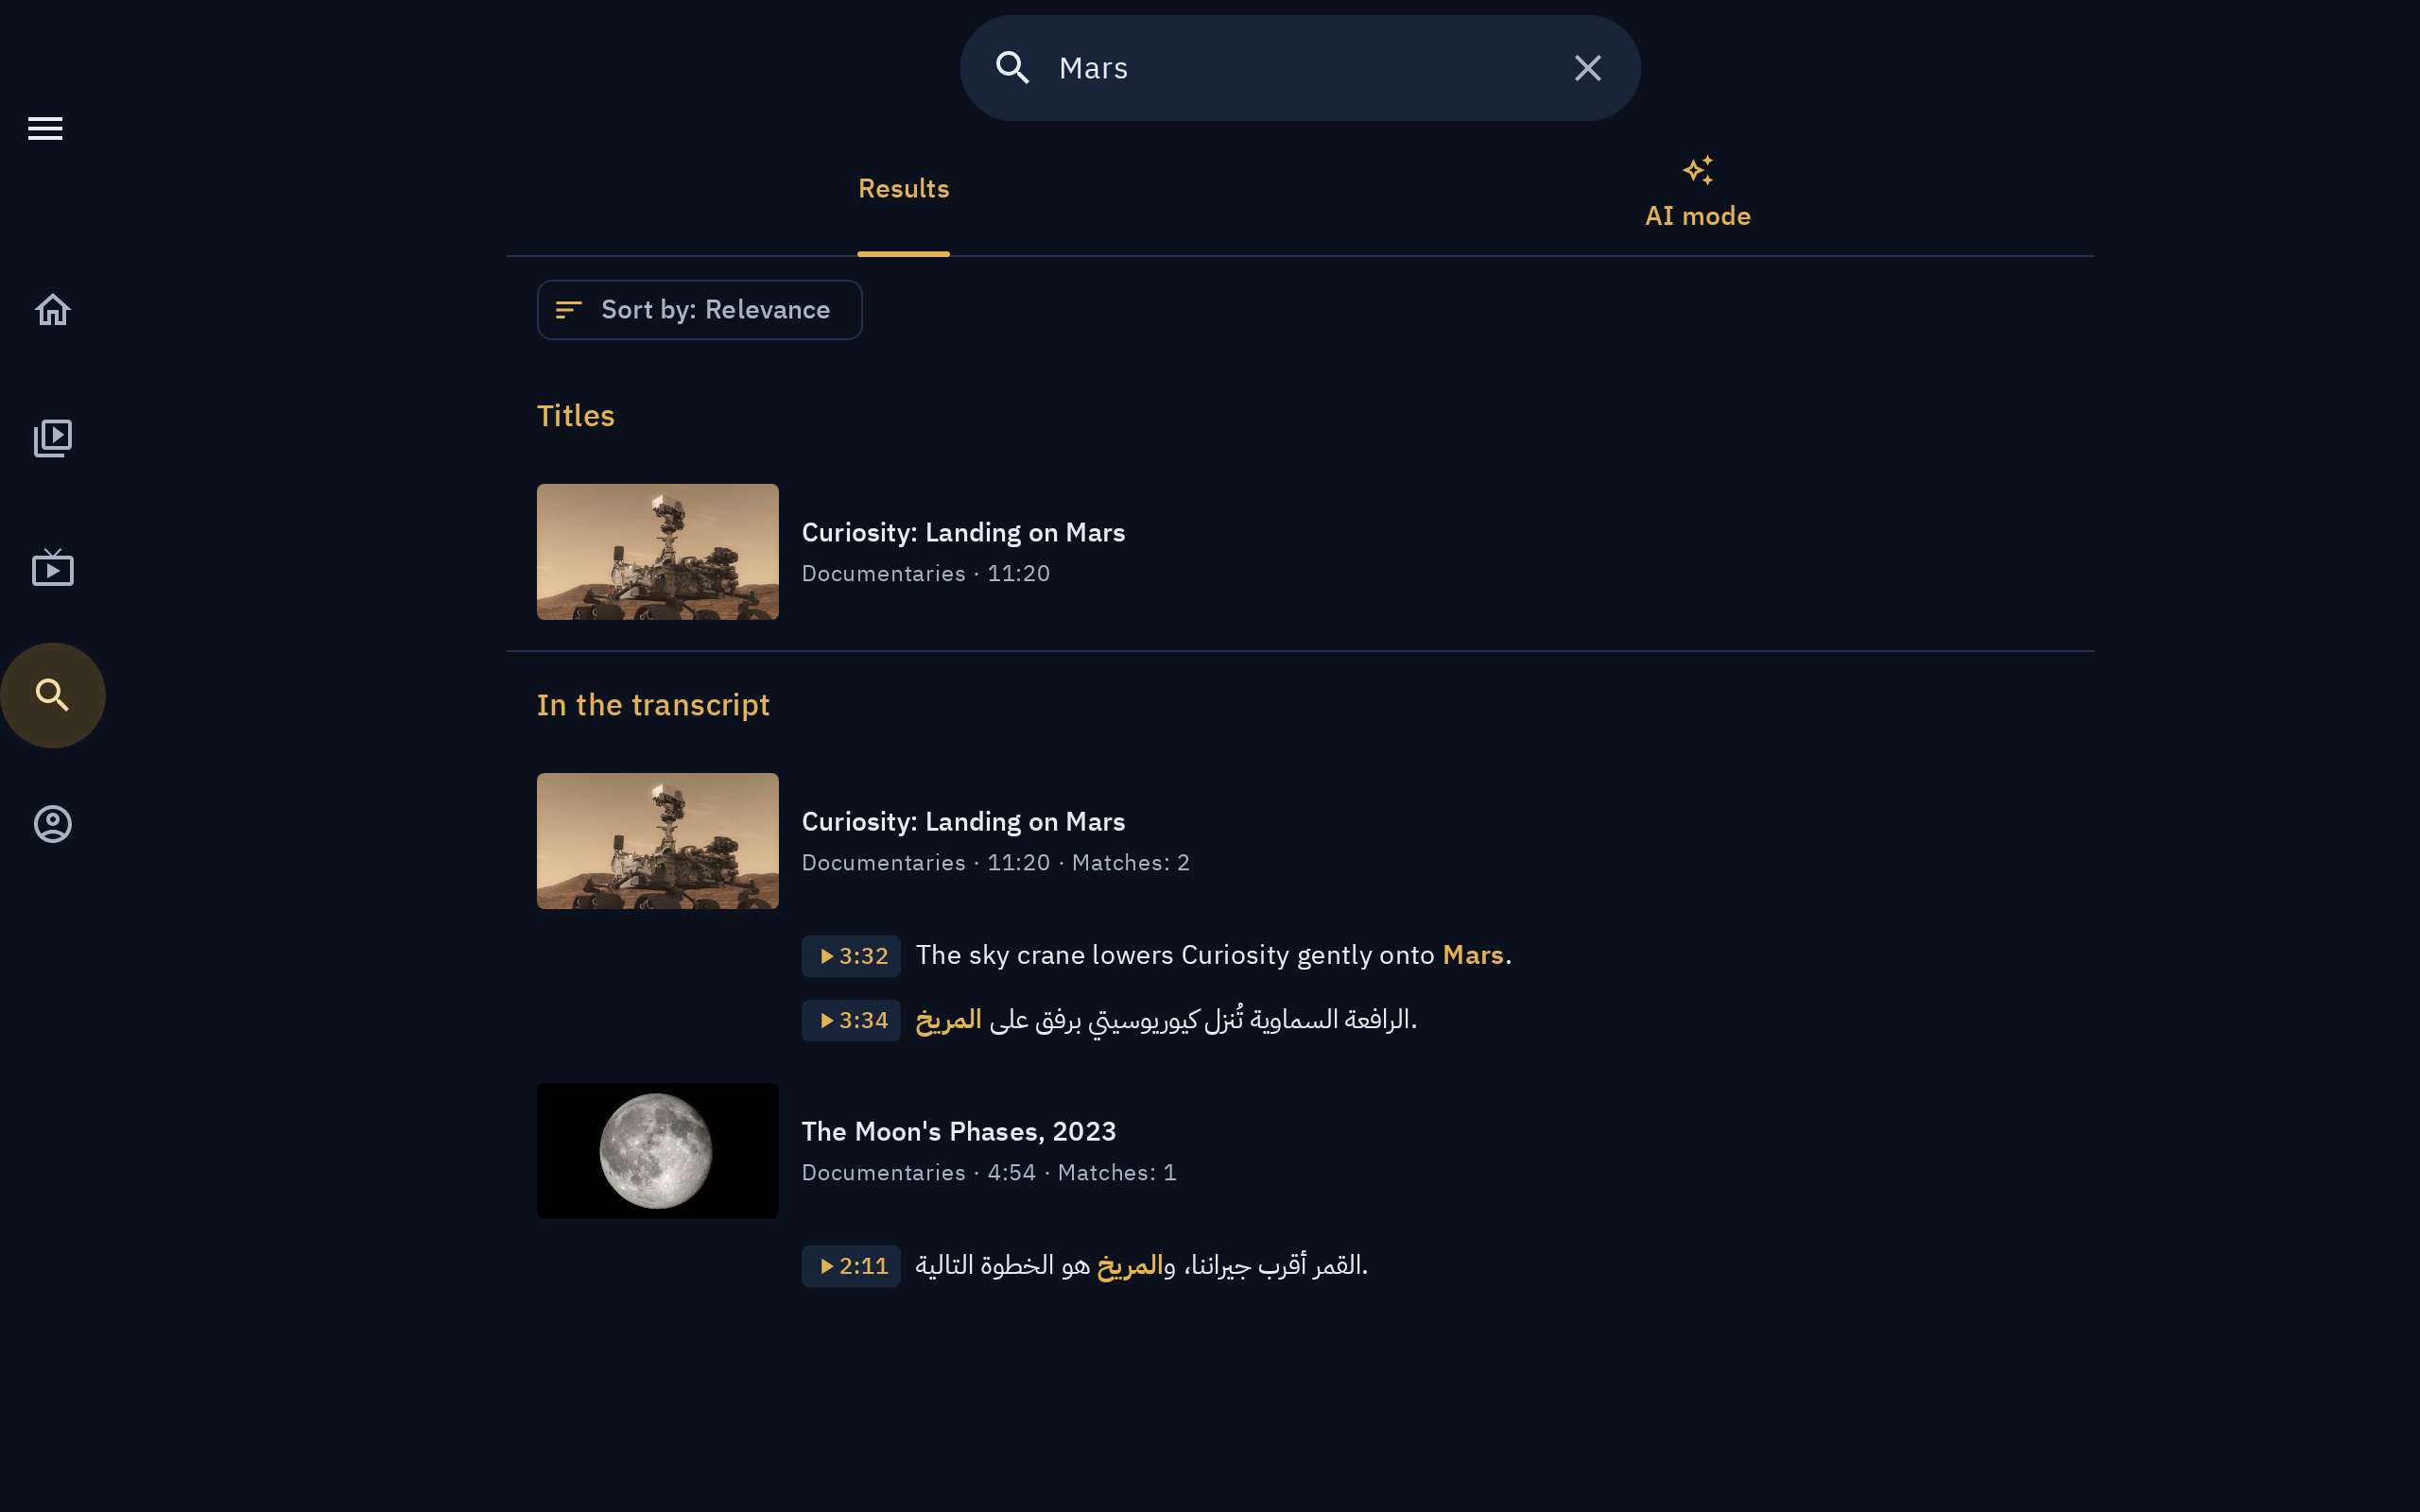 Mars
Results
AI mode
Sort by: Relevance
Titles
Curiosity: Landing on Mars
Documentaries · 11:20
In the transcript
Curiosity: Landing on Mars
Documentaries · 11:20 · Matches: 2
3:32 The sky crane lowers Curiosity gently onto Mars.
3:34 الرافعة السماوية تُنزل كيوريوسيتي برفق على المريخ.
The Moon's Phases, 2023
Documentaries · 4:54 · Matches: 1
2:11 القمر أقرب جيراننا، والمريخ هو الخطوة التالية.